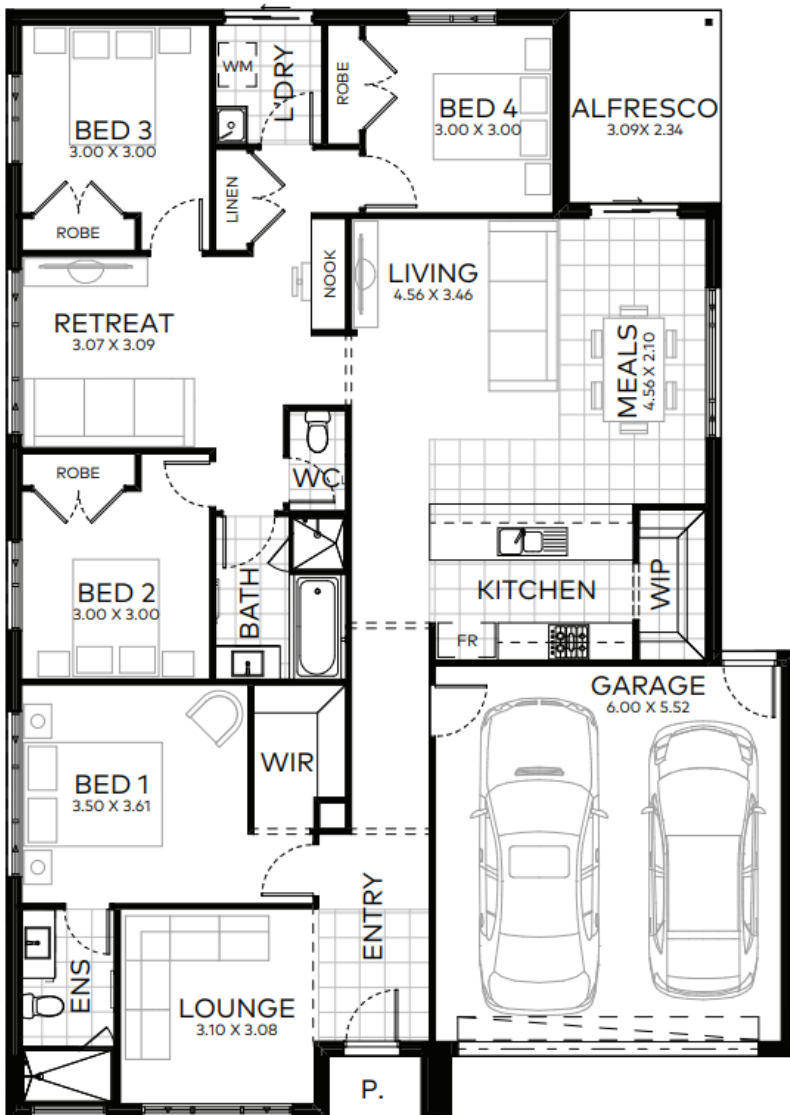 BED 3
3.00 X 3.00
ROBE
WM
L'DRY
LINEN
ROBE
BED 4
3.00 X 3.00
ALFRESCO
3.09X 2.34
RETREAT
3.07 X 3.09
NOOK
LIVING
4.56 X 3.46
MEALS
4.56 X 2.10
ROBE
BED 2
3.00 X 3.00
WC
BATH
KITCHEN
WIP
FR
GARAGE
6.00 X 5.52
BED 1
3.50 X 3.61
WIR
ENS
LOUNGE
3.10 X 3.08
ENTRY
P.